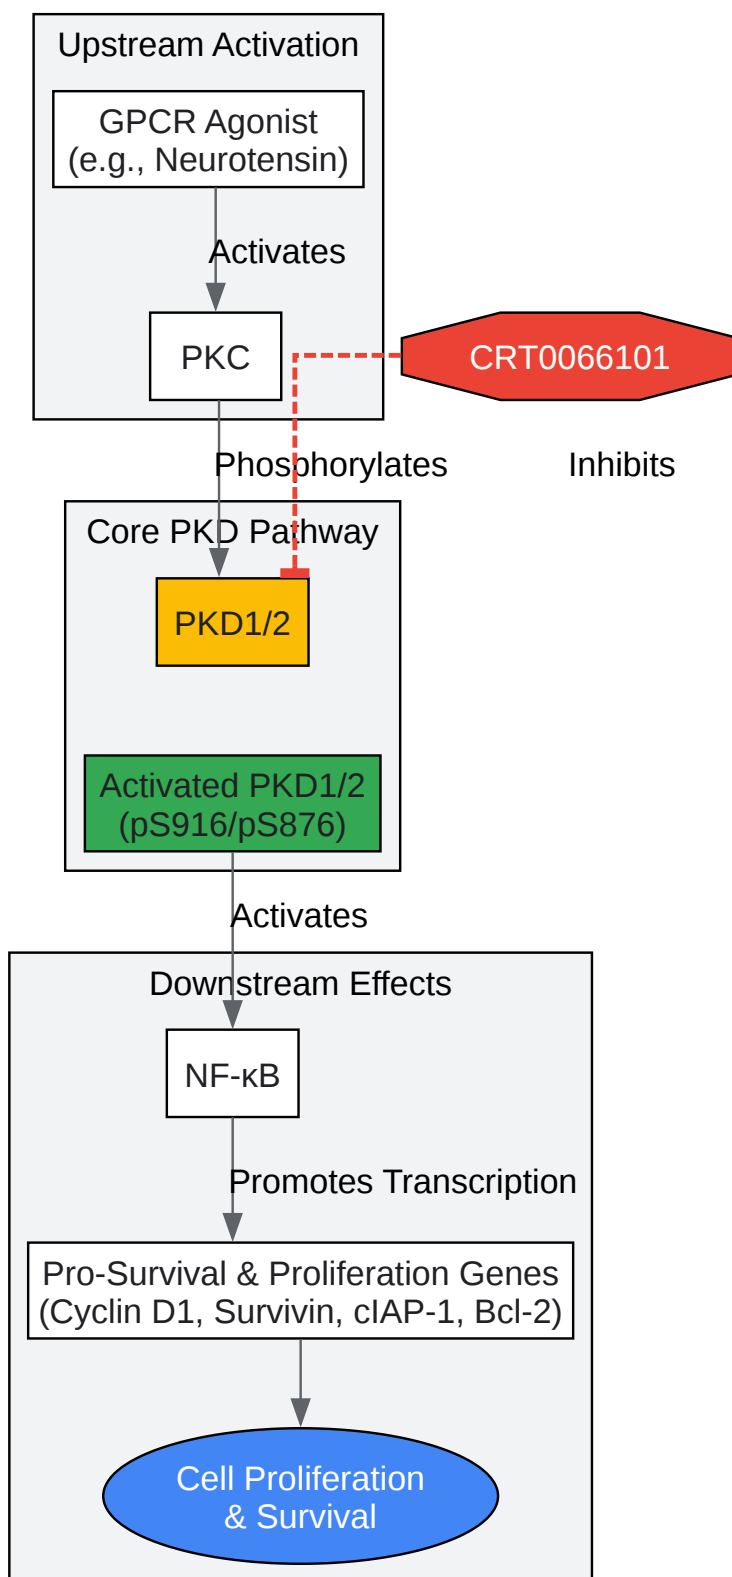 Upstream Activation
GPCR Agonist
(e.g., Neurotensin)
Activates
PKC
CRT0066101
Phosphorylates
Inhibits
Core PKD Pathway
PKD1/2
Activated PKD1/2
(pS916/pS876)
Activates
Downstream Effects
NF-κB
Promotes Transcription
Pro-Survival & Proliferation Genes
(Cyclin D1, Survivin, cIAP-1, Bcl-2)
Cell Proliferation
& Survival